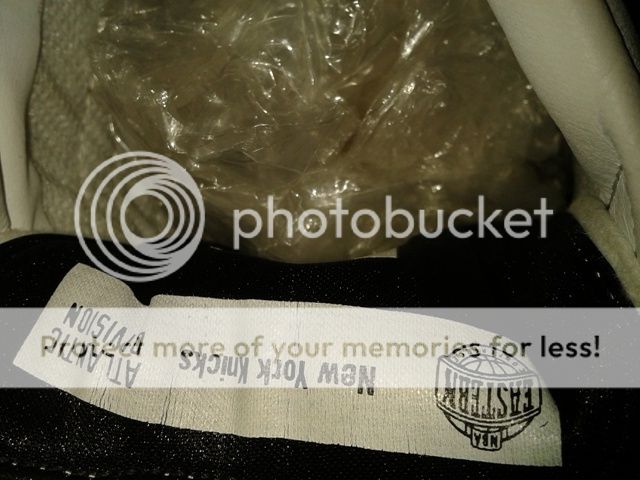 photobucket
Protect more of your memories for less!
ATLANTIC
DIVISION
New York Knicks
EASTERN
NBA